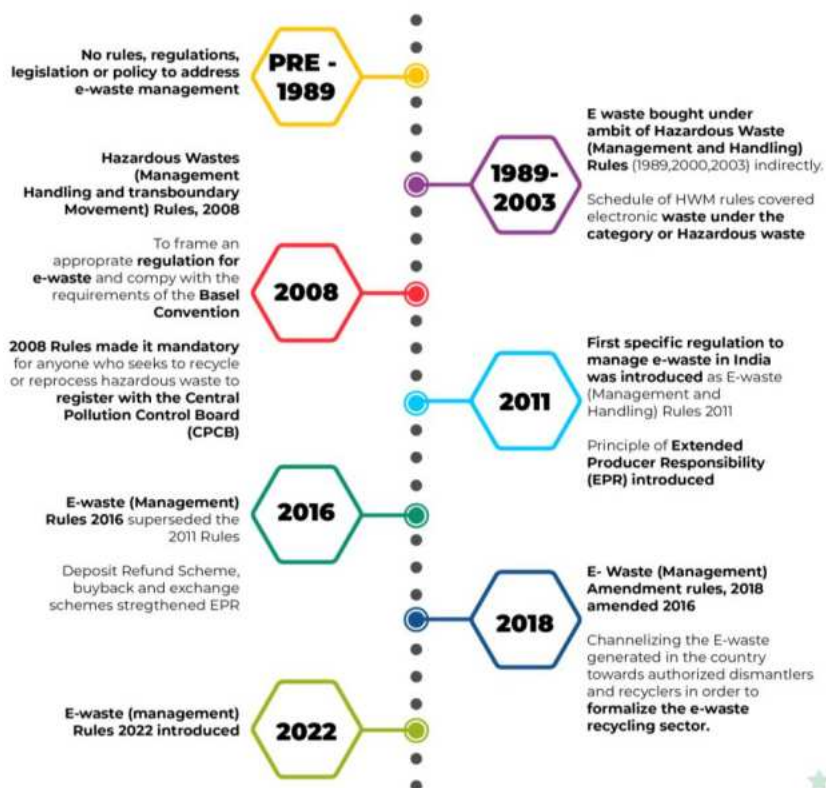 No rules, regulations,
legislation or policy to address
e-waste management
PRE -
1989
E waste bought under
ambit of Hazardous Waste
(Management and Handling)
Rules (1989,2000,2003) indirectly.
Schedule of HWM rules covered
electronic waste under the
category or Hazardous waste
1989-
2003
Hazardous Wastes
(Management
Handling and transboundary
Movement) Rules, 2008
To frame an
approprate regulation for
e-waste and compy with the
requirements of the Basel
Convention
2008 Rules made it mandatory
for anyone who seeks to recycle
or reprocess hazardous waste to
register with the Central
Pollution Control Board
(CPCB)
2008
First specific regulation to
manage e-waste in India
was introduced as E-waste
(Management and
Handling) Rules 2011
Principle of Extended
Producer Responsibility
(EPR) introduced
2011
E-waste (Management)
Rules 2016 superseded the
2011 Rules
Deposit Refund Scheme,
buyback and exchange
schemes stregthened EPR
2016
E- Waste (Management)
Amendment rules, 2018
amended 2016
Channelizing the E-waste
generated in the country
towards authorized dismantlers
and recyclers in order to
formalize the e-waste
recycling sector.
2018
E-waste (management)
Rules 2022 introduced
2022